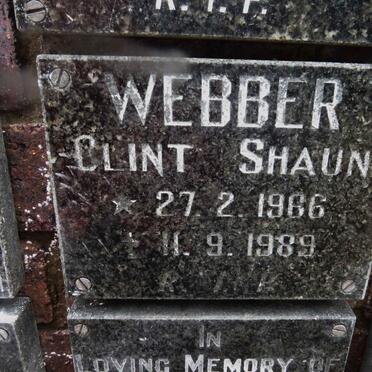 R. I. P.
WEBBER
CLINT SHAUN
* 27. 2. 1966
† 11. 9. 1989
R. I. P.
IN
LOVING MEMORY OF